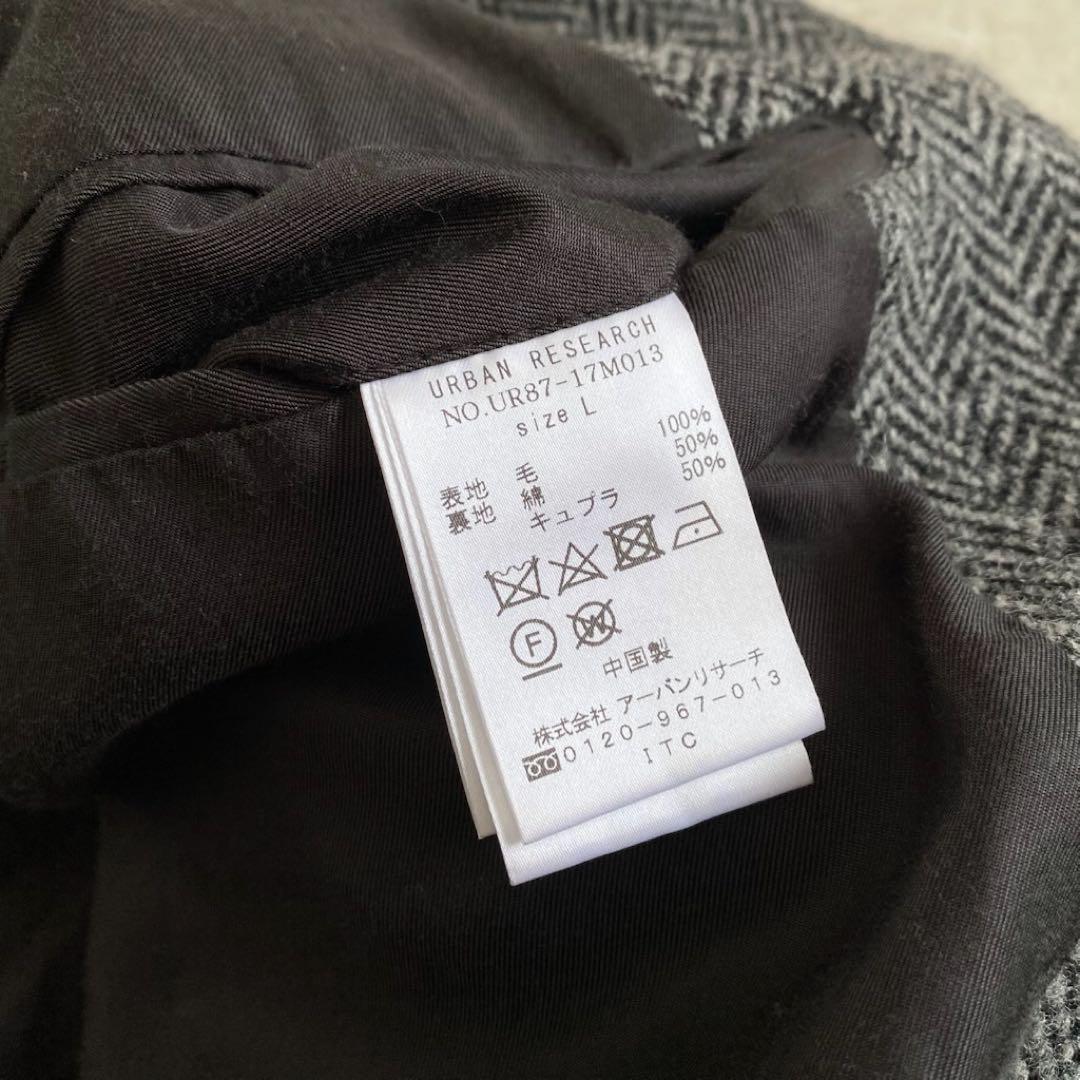 URBAN RESEARCH
NO.UR87-17M013
size L
表地 毛 100%
裏地 綿 50%
キュプラ 50%
F
W
中国製
株式会社 アーバンリサーチ
0120-967-013
ITC